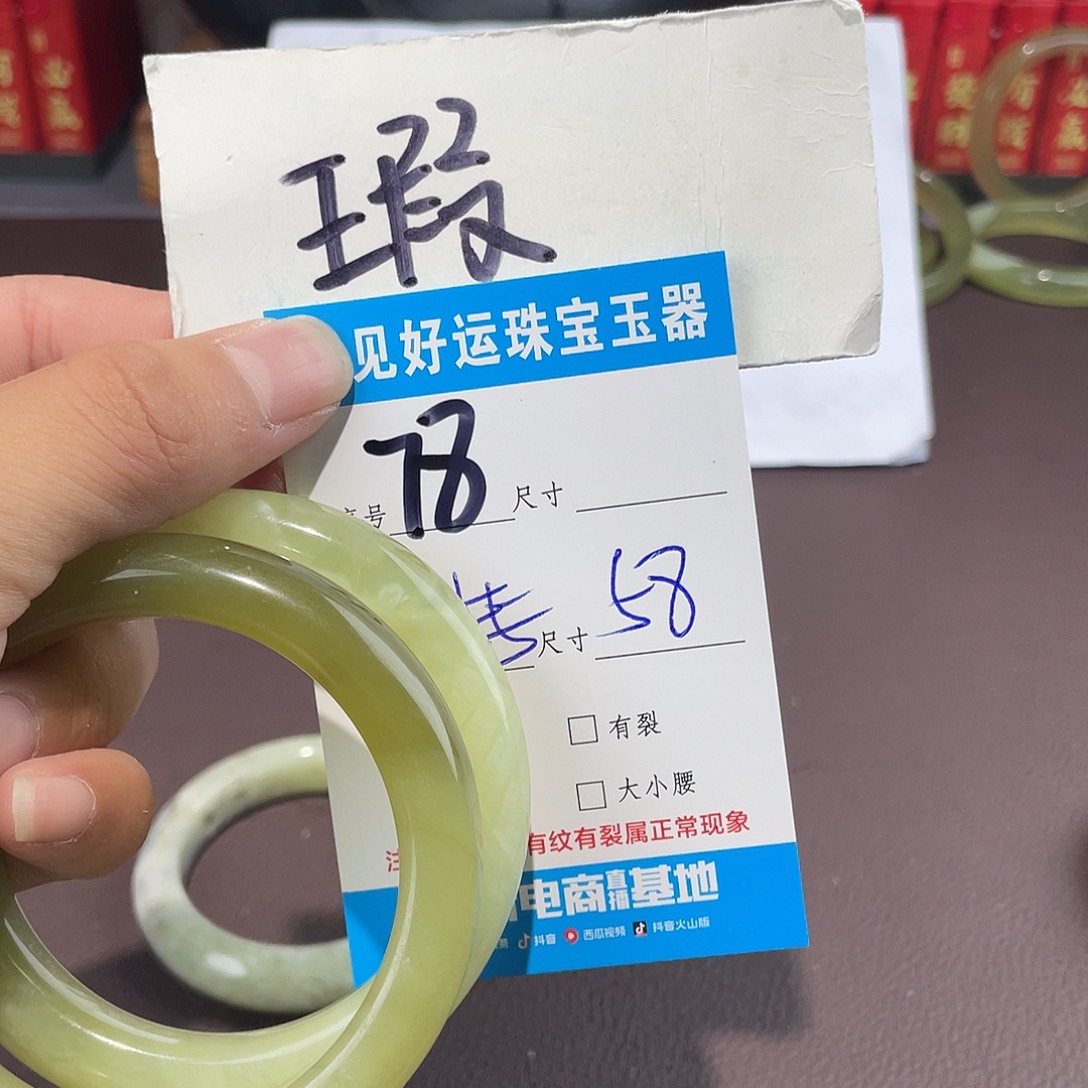 瑕
见好运珠宝玉器
号 78 尺寸
尺寸 58
有裂
大小腰
注 有纹有裂属正常现象
电商直播基地
抖音 西瓜视频 抖音火山版